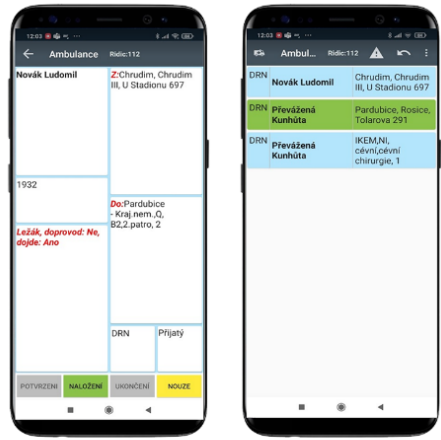 12:03
Ambulance Ridic:112
Novák Ludomil
Z:Chrudim, Chrudim
III, U Stadionu 697
1932
Do:Pardubice
- Kraj.nem.,Q,
B2,2.patro, 2
Ležák, doprovod: Ne,
dojde: Ano
DRN
Přijatý
POTVRZENI NALOŽENÍ UKONČENÍ NOUZE
12:03
Ambul... Ridic:112
DRN Novák Ludomil
Chrudim, Chrudim
III, U Stadionu 697
DRN Převážená
Kunhůta
Pardubice, Rosice,
Tolarova 291
DRN Převážená
Kunhůta
IKEM,NI,
cévní,cévní
chirurgie, 1